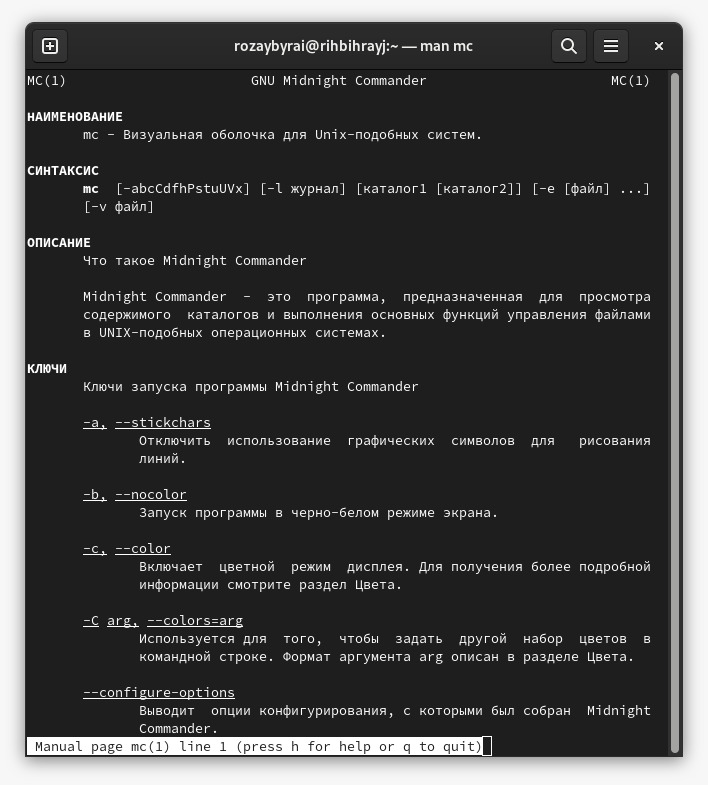 rozaybyrai@rihbihrayj:~ — man mc
MC(1) GNU Midnight Commander MC(1)
НАИМЕНОВАНИЕ
mc - Визуальная оболочка для Unix-подобных систем.
СИНТАКСИС
mc [-abcCdfhPstuUVx] [-l журнал] [каталог1 [каталог2]] [-e [файл] ...]
[-v файл]
ОПИСАНИЕ
Что такое Midnight Commander
Midnight Commander - это программа, предназначенная для просмотра
содержимого каталогов и выполнения основных функций управления файлами
в UNIX-подобных операционных системах.
КЛЮЧИ
Ключи запуска программы Midnight Commander
-a, --stickchars
Отключить использование графических символов для рисования
линий.
-b, --nocolor
Запуск программы в черно-белом режиме экрана.
-c, --color
Включает цветной режим дисплея. Для получения более подробной
информации смотрите раздел Цвета.
-C arg, --colors=arg
Используется для того, чтобы задать другой набор цветов в
командной строке. Формат аргумента arg описан в разделе Цвета.
--configure-options
Выводит опции конфигурирования, с которыми был собран Midnight
Commander.
Manual page mc(1) line 1 (press h for help or q to quit)